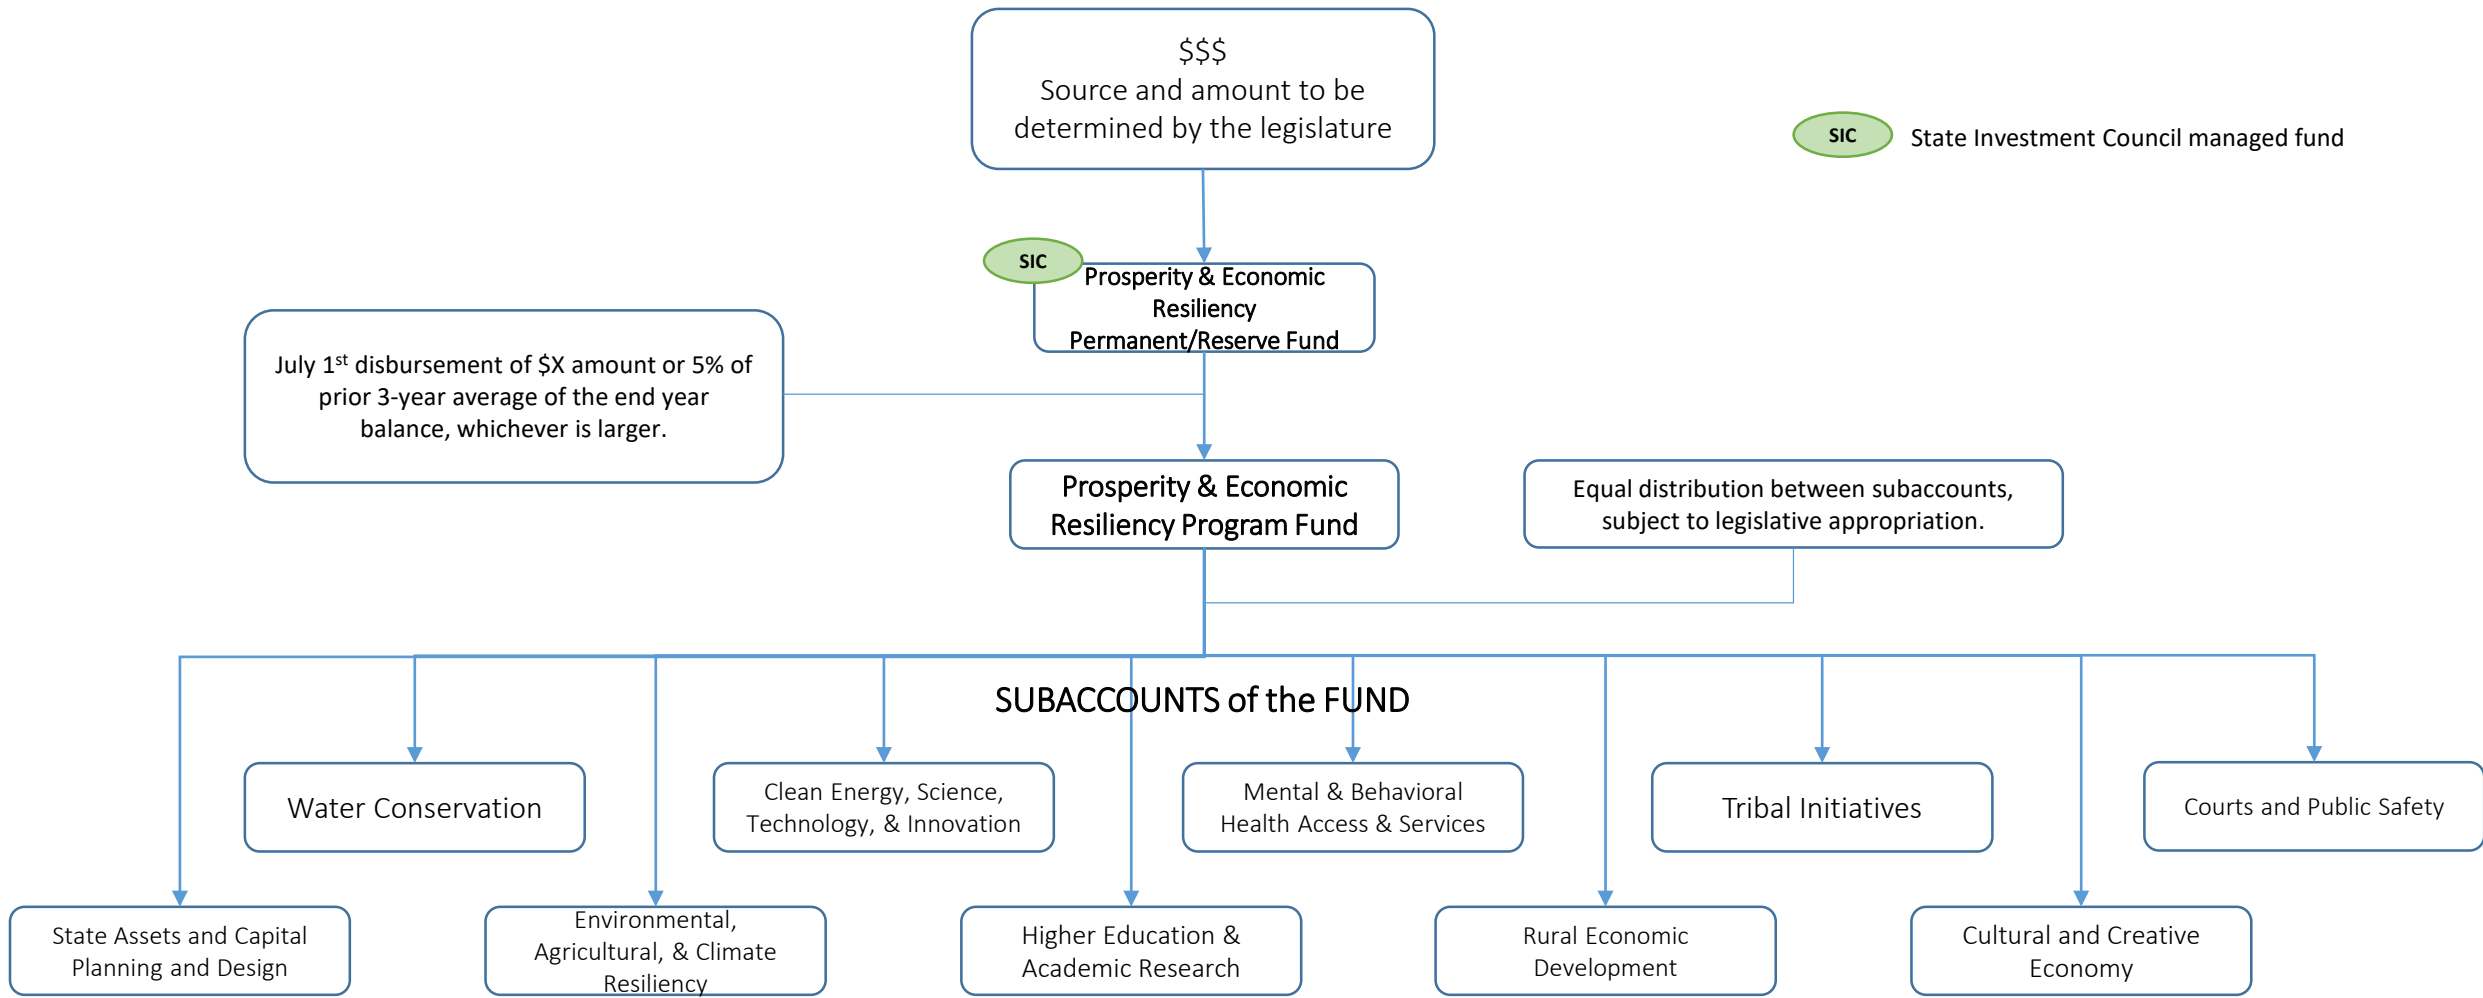 $$$
Source and amount to be
determined by the legislature
SIC
State Investment Council managed fund
SIC
Prosperity & Economic
Resiliency
Permanent/Reserve Fund
July 1st disbursement of $X amount or 5% of
prior 3-year average of the end year
balance, whichever is larger.
Prosperity & Economic
Resiliency Program Fund
Equal distribution between subaccounts,
subject to legislative appropriation.
SUBACCOUNTS of the FUND
Water Conservation
Clean Energy, Science,
Technology, & Innovation
Mental & Behavioral
Health Access & Services
Tribal Initiatives
Courts and Public Safety
State Assets and Capital
Planning and Design
Environmental,
Agricultural, & Climate
Resiliency
Higher Education &
Academic Research
Rural Economic
Development
Cultural and Creative
Economy